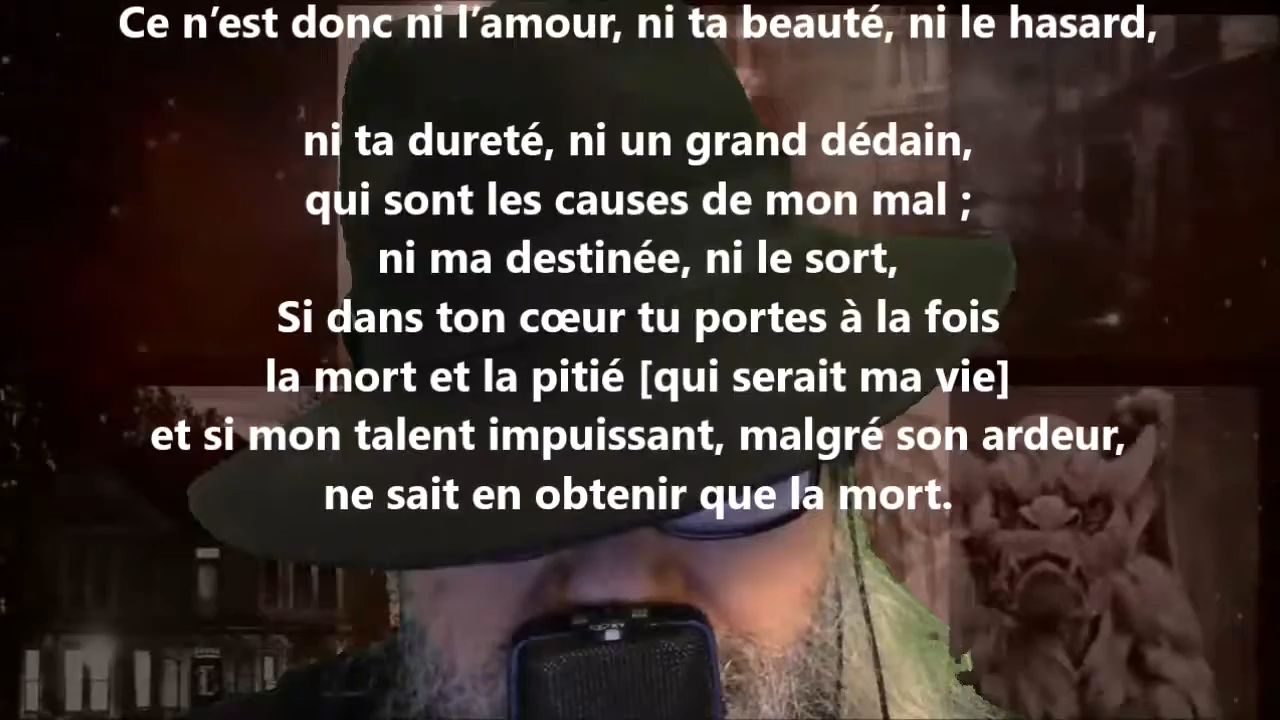 Ce n’est donc ni l’amour, ni ta beauté, ni le hasard,
ni ta dureté, ni un grand dédain,
qui sont les causes de mon mal ;
ni ma destinée, ni le sort,
Si dans ton cœur tu portes à la fois
la mort et la pitié [qui serait ma vie]
et si mon talent impuissant, malgré son ardeur,
ne sait en obtenir que la mort.